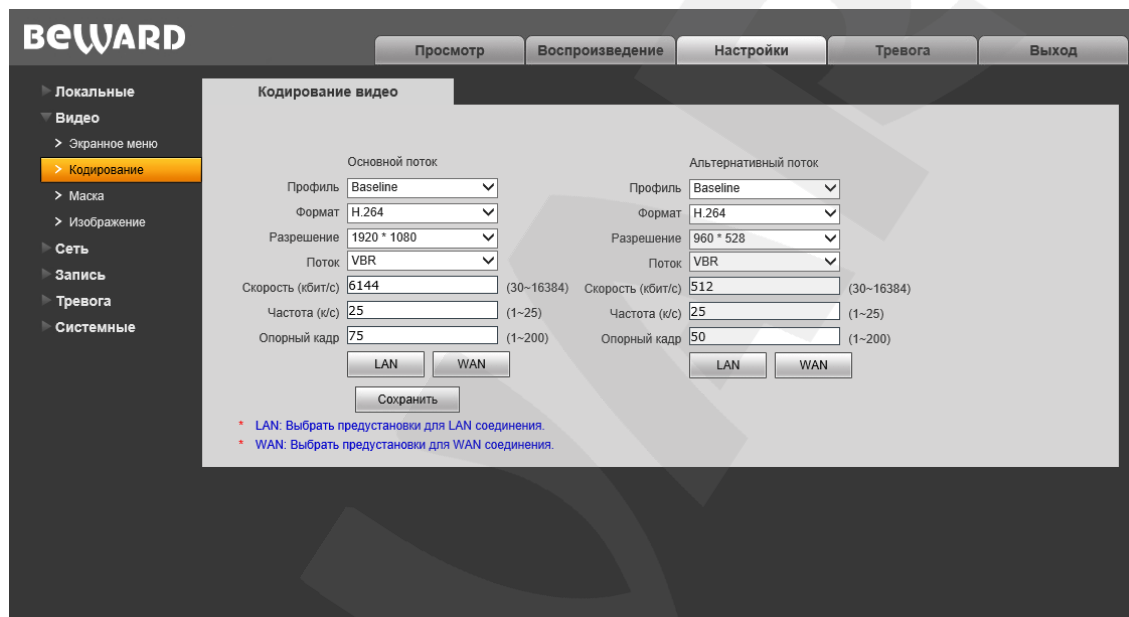 BEWARD
Просмотр Воспроизведение Настройки Тревога Выход
Локальные
Видео
> Экранное меню
> Кодирование
> Маска
> Изображение
Сеть
Запись
Тревога
Системные
Кодирование видео
Основной поток
Профиль Baseline
Формат H.264
Разрешение 1920 * 1080
Поток VBR
Скорость (кбит/с) 6144 (30~16384)
Частота (к/с) 25 (1~25)
Опорный кадр 75 (1~200)
LAN WAN
Альтернативный поток
Профиль Baseline
Формат H.264
Разрешение 960 * 528
Поток VBR
Скорость (кбит/с) 512 (30~16384)
Частота (к/с) 25 (1~25)
Опорный кадр 50 (1~200)
LAN WAN
Сохранить
* LAN: Выбрать предустановки для LAN соединения.
* WAN: Выбрать предустановки для WAN соединения.